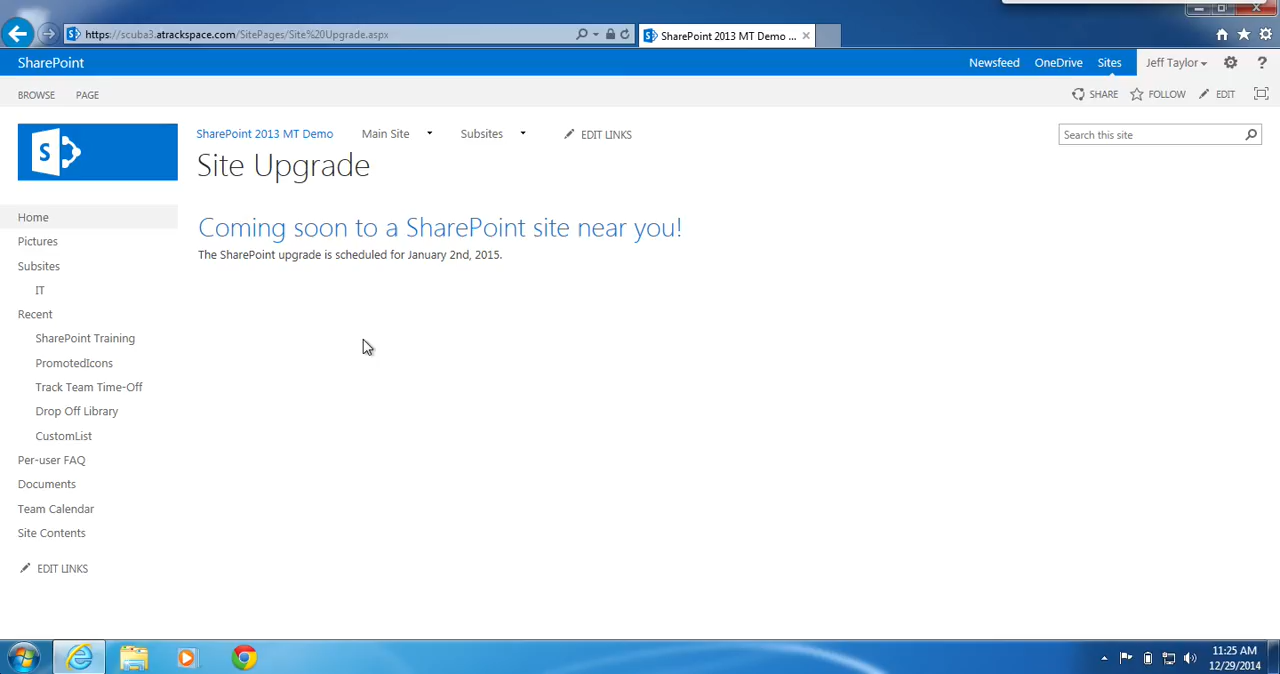 https://scuba3.atrackspace.com/SitePages/Site%20Upgrade.aspx
SharePoint 2013 MT Demo ...
SharePoint
Newsfeed OneDrive Sites Jeff Taylor ?
BROWSE PAGE
SHARE FOLLOW EDIT
S
SharePoint 2013 MT Demo Main Site Subsites EDIT LINKS
Search this site
Site Upgrade
Coming soon to a SharePoint site near you!
The SharePoint upgrade is scheduled for January 2nd, 2015.
Home
Pictures
Subsites
IT
Recent
SharePoint Training
PromotedIcons
Track Team Time-Off
Drop Off Library
CustomList
Per-user FAQ
Documents
Team Calendar
Site Contents
EDIT LINKS
11:25 AM
12/29/2014